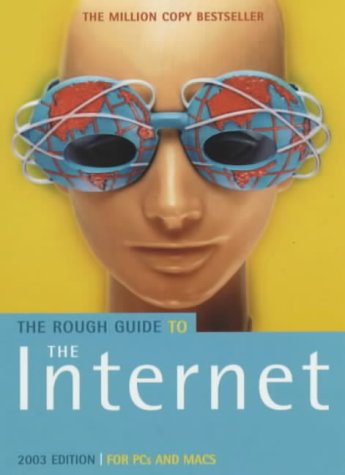 THE MILLION COPY BESTSELLER
THE ROUGH GUIDE TO
THE
Internet
2003 EDITION | FOR PCs AND MACS